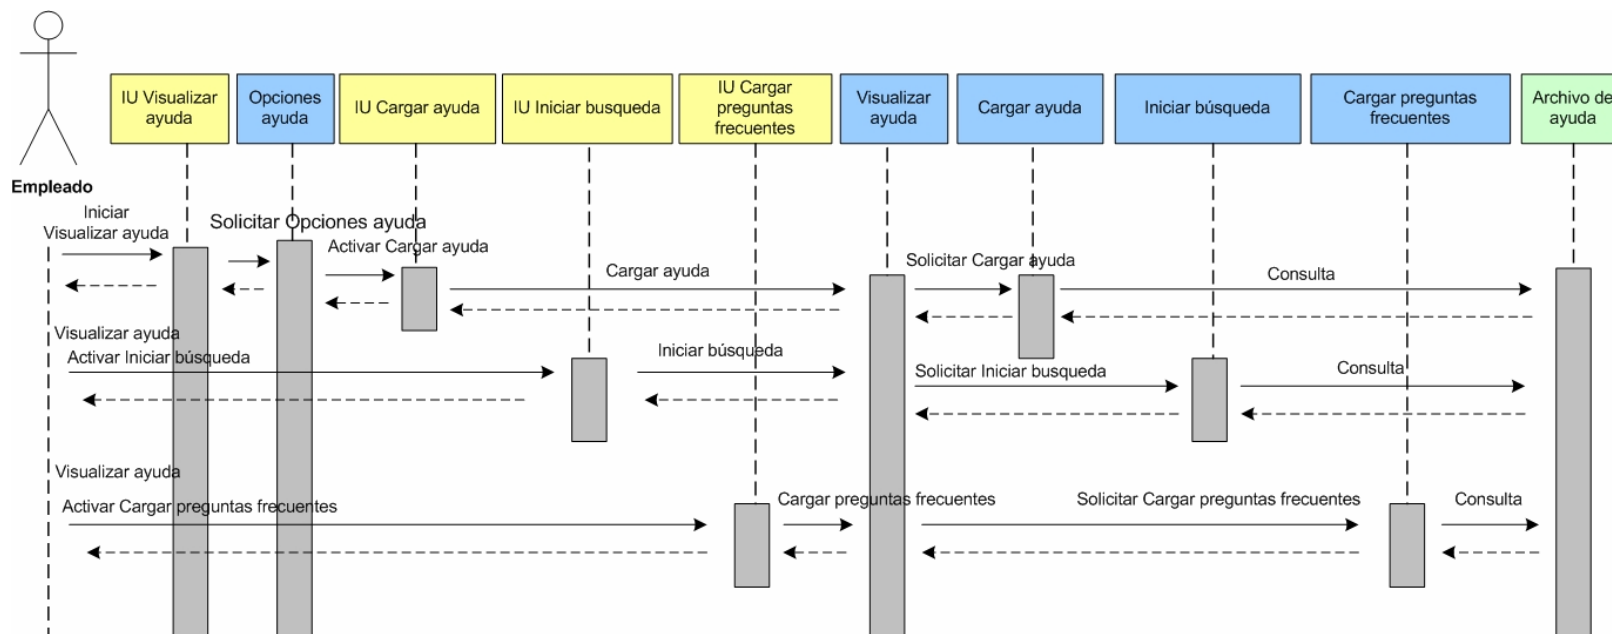 IU Visualizar
ayuda
Opciones
ayuda
IU Cargar ayuda
IU Iniciar busqueda
IU Cargar
preguntas
frecuentes
Visualizar
ayuda
Cargar ayuda
Iniciar búsqueda
Cargar preguntas
frecuentes
Archivo de
ayuda
Empleado
Iniciar
Visualizar ayuda
Solicitar Opciones ayuda
Activar Cargar ayuda
Cargar ayuda
Solicitar Cargar ayuda
Consulta
Visualizar ayuda
Activar Iniciar búsqueda
Iniciar búsqueda
Solicitar Iniciar busqueda
Consulta
Visualizar ayuda
Activar Cargar preguntas frecuentes
Cargar preguntas frecuentes
Solicitar Cargar preguntas frecuentes
Consulta